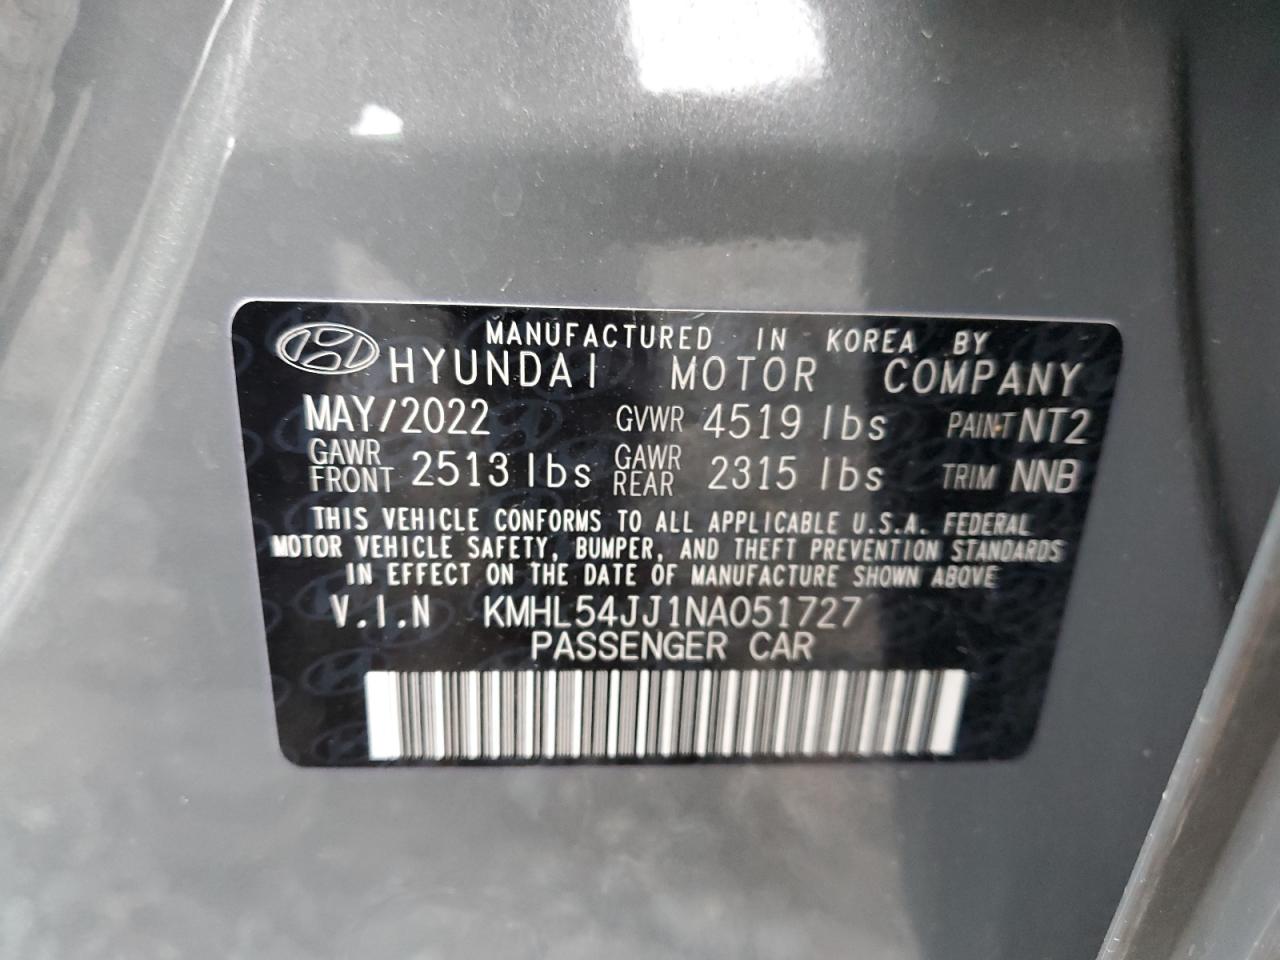 MANUFACTURED IN KOREA BY
HYUNDAI MOTOR COMPANY
MAY/2022 GVWR 4519 lbs PAINT NT2
GAWR FRONT 2513 lbs GAWR REAR 2315 lbs TRIM NNB
THIS VEHICLE CONFORMS TO ALL APPLICABLE U.S.A. FEDERAL
MOTOR VEHICLE SAFETY, BUMPER, AND THEFT PREVENTION STANDARDS
IN EFFECT ON THE DATE OF MANUFACTURE SHOWN ABOVE
V.I.N KMHL54JJ1NA051727
PASSENGER CAR